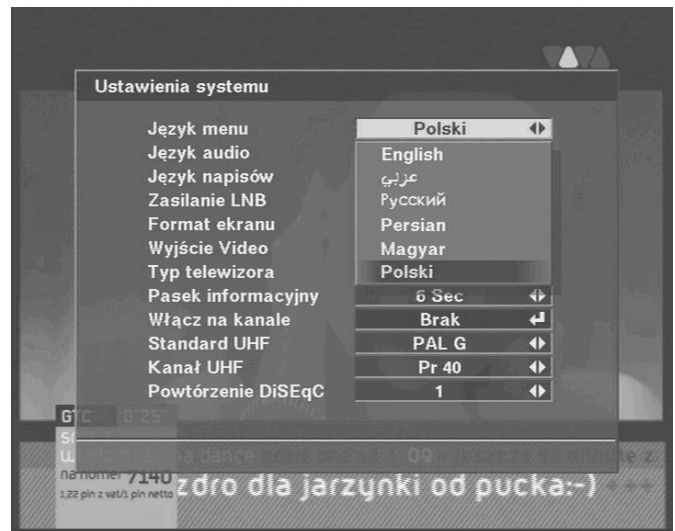 Ustawienia systemu
Język menu Polski
Język audio English
Język napisów عربي
Zasilanie LNB Русский
Format ekranu Persian
Wyjście Video Magyar
Typ telewizora Polski
Pasek informacyjny 6 Sec
Włącz na kanale Brak
Standard UHF PAL G
Kanał UHF Pr 40
Powtórzenie DiSEqC 1
GTC 0'25"
09
na numer 7140
1,22 pln z vat/1 pln netto
zdro dla jarzynki od pucka:-) +++